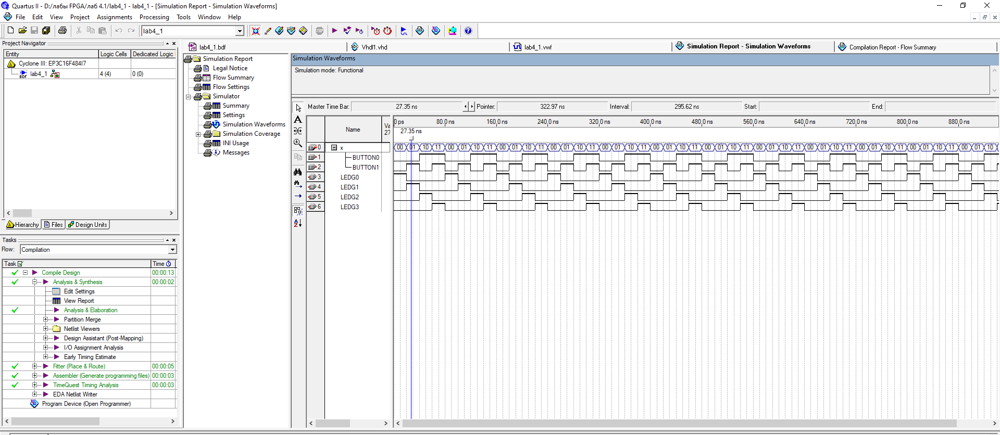 Quartus II - D:/лабы FPGA/лаб 4.1/lab4_1 - lab4_1 - [Simulation Report - Simulation Waveforms]
File Edit View Project Assignments Processing Tools Window Help
lab4_1
Project Navigator
Entity Logic Cells Dedicated Logic
Cyclone III: EP3C16F484I7
lab4_1 4 (4) 0 (0)
Hierarchy Files Design Units
Tasks
Flow: Compilation
Task Time
Compile Design 00:00:13
Analysis & Synthesis 00:00:02
Edit Settings
View Report
Analysis & Elaboration
Partition Merge
Netlist Viewers
Design Assistant (Post-Mapping)
I/O Assignment Analysis
Early Timing Estimate
Fitter (Place & Route) 00:00:05
Assembler (Generate programming files) 00:00:03
TimeQuest Timing Analysis 00:00:03
EDA Netlist Writer
Program Device (Open Programmer)
lab4_1.bdf Vhdl1.vhd lab4_1.vwf Simulation Report - Simulation Waveforms Compilation Report - Flow Summary
Simulation Report
Legal Notice
Flow Summary
Flow Settings
Simulator
Summary
Settings
Simulation Waveforms
Simulation Coverage
INI Usage
Messages
Simulation Waveforms
Simulation mode: Functional
Master Time Bar: 27.35 ns Pointer: 322.97 ns Interval: 295.62 ns Start: End:
Name
Va
27
0 ps 80.0 ns 160.0 ns 240.0 ns 320.0 ns 400.0 ns 480.0 ns 560.0 ns 640.0 ns 720.0 ns 800.0 ns 880.0 ns
27.35 ns
0 x 00 01 10 11 00 01 10 11 00 01 10 11 00 01 10 11 00 01 10 11 00 01 10 11 00 01 10 11 00 01 10 11 00 01 10 11 00 01 10 11 00 01 10 11 00 01 10
1 BUTTON0
2 BUTTON1
3 LEDG0
4 LEDG1
5 LEDG2
6 LEDG3